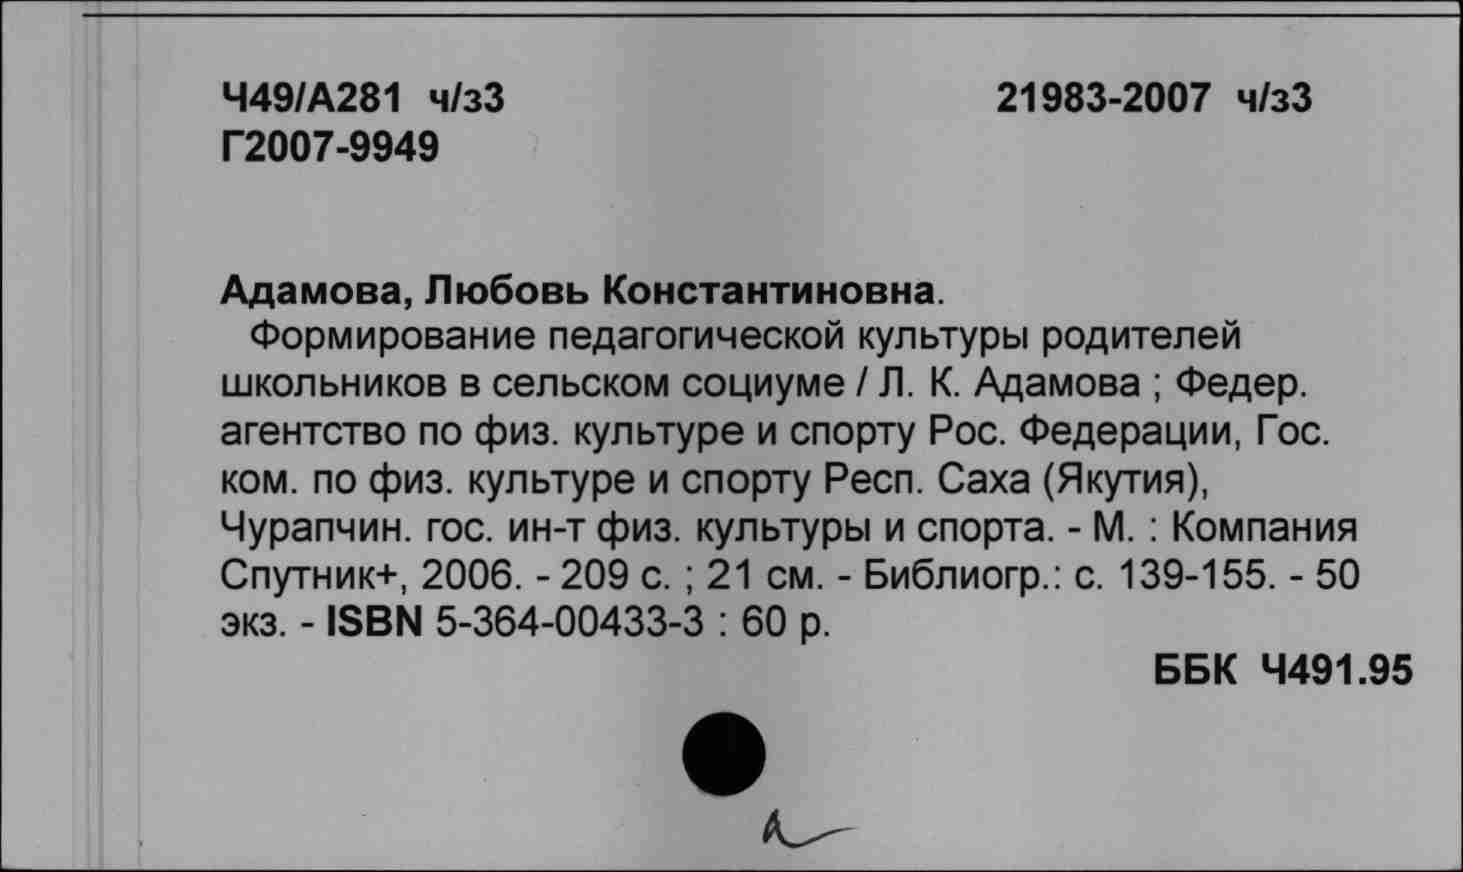 Ч49/А281 ч/з3 21983-2007 ч/з3
Г2007-9949
Адамова, Любовь Константиновна.
Формирование педагогической культуры родителей
школьников в сельском социуме / Л. К. Адамова ; Федер.
агентство по физ. культуре и спорту Рос. Федерации, Гос.
ком. по физ. культуре и спорту Респ. Саха (Якутия),
Чурапчин. гос. ин-т физ. культуры и спорта. - М. : Компания
Спутник+, 2006. - 209 с. ; 21 см. - Библиогр.: с. 139-155. - 50
экз. - ISBN 5-364-00433-3 : 60 р.
ББК Ч491.95